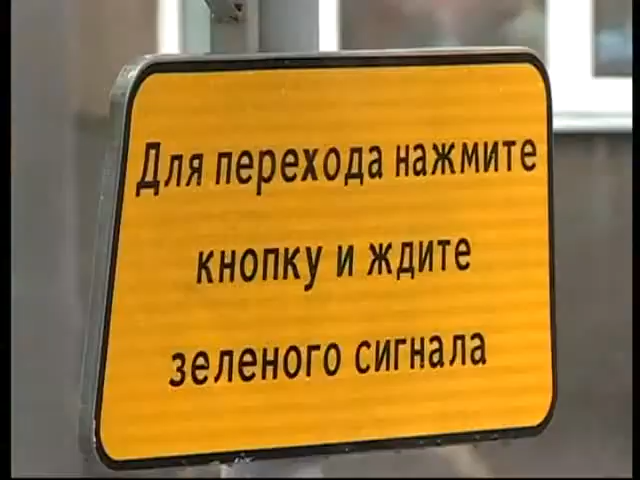 Для перехода нажмите
кнопку и ждите
зеленого сигнала